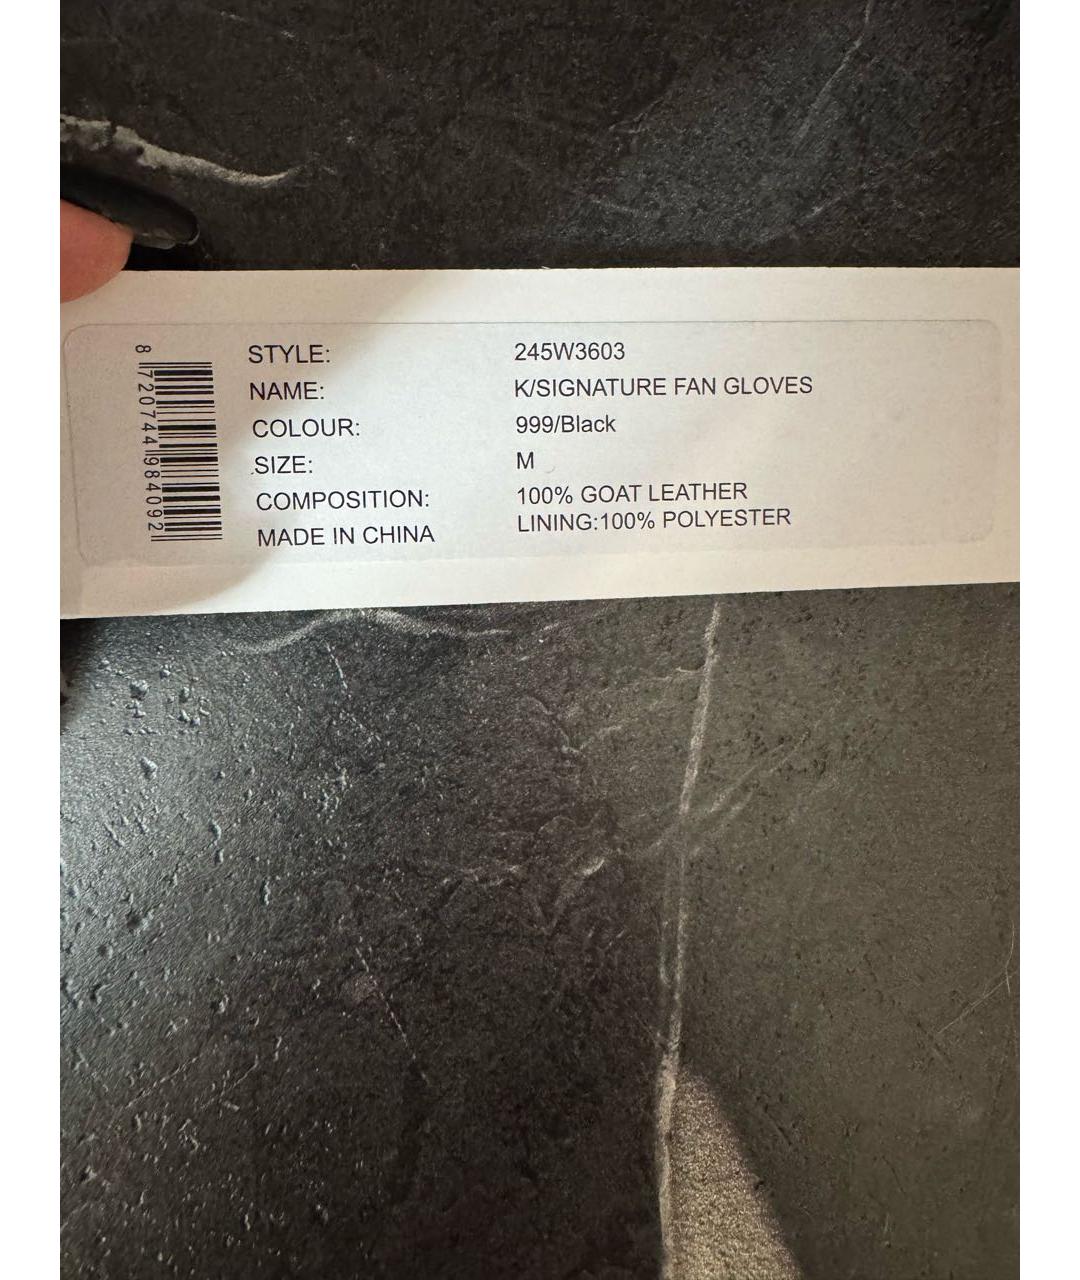 8 720744 984092
STYLE: 245W3603
NAME: K/SIGNATURE FAN GLOVES
COLOUR: 999/Black
SIZE: M
COMPOSITION: 100% GOAT LEATHER
LINING:100% POLYESTER
MADE IN CHINA